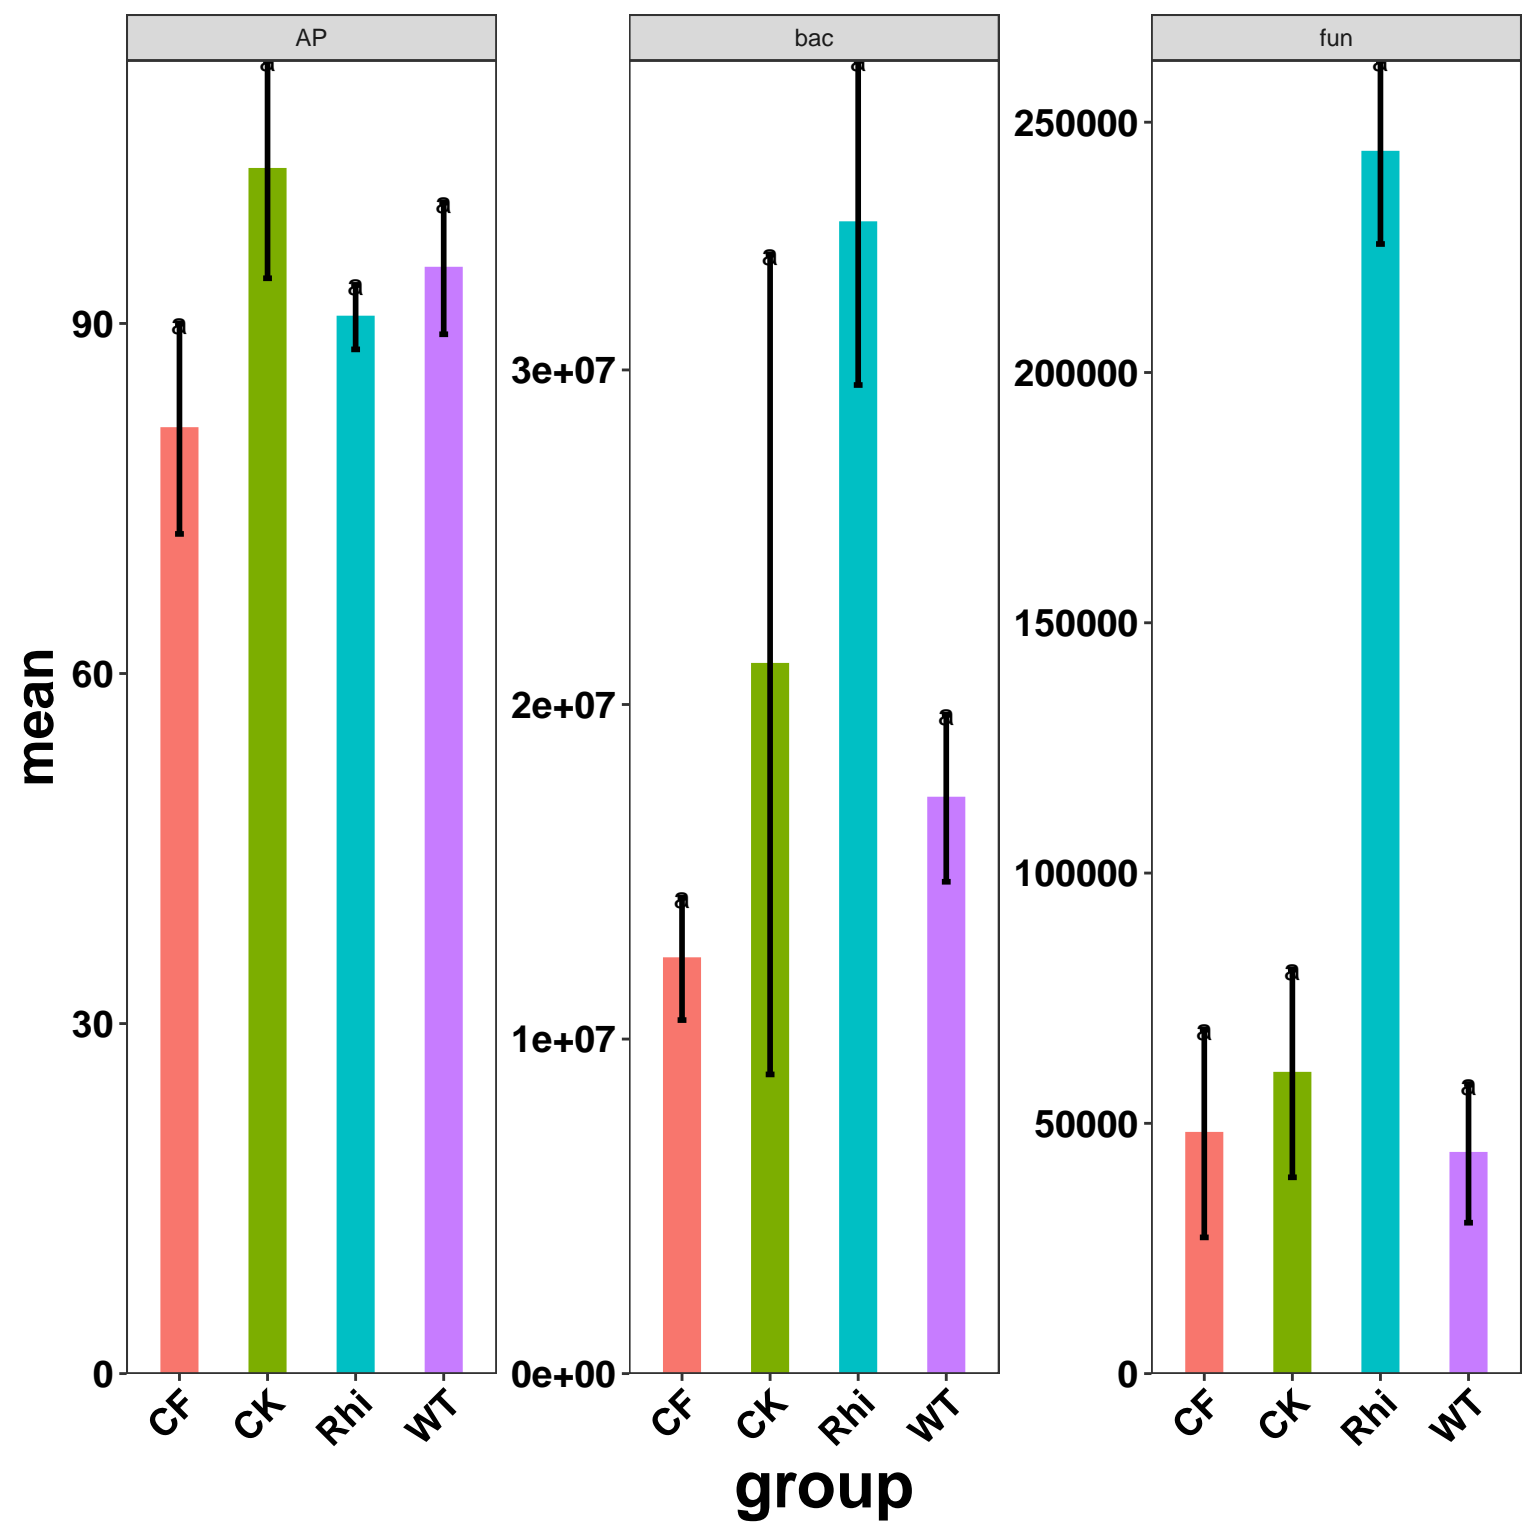 AP
bac
fun
mean
90
60
30
0
a
a
a
a
CF
CK
Rhi
WT
3e+07
2e+07
1e+07
0e+00
a
a
a
a
CF
CK
Rhi
WT
250000
200000
150000
100000
50000
0
a
a
a
a
CF
CK
Rhi
WT
group